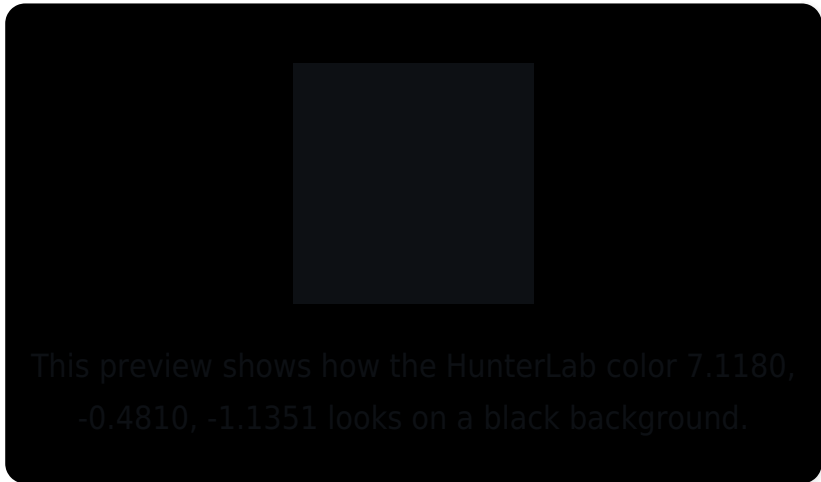 This preview shows how the HunterLab color 7.1180,
-0.4810, -1.1351 looks on a black background.